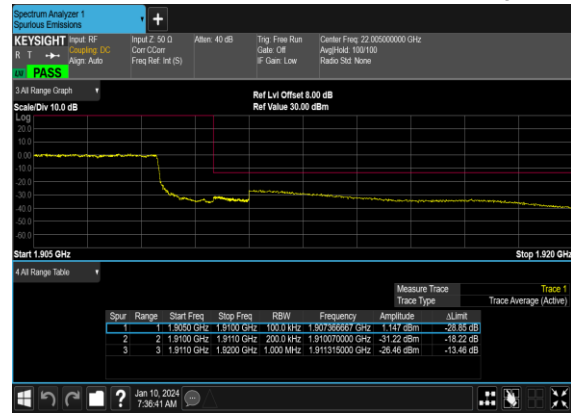 Spectrum Analyzer 1
Spurious Emissions
KEYSIGHT
R T
LXI PASS
Input: RF
Coupling: DC
Align: Auto
Input Z: 50 Ω
Corr CCorr
Freq Ref: Int (S)
Atten: 40 dB
Trig: Free Run
Gate: Off
IF Gain: Low
Center Freq: 22.005000000 GHz
Avg|Hold: 100/100
Radio Std: None
3 All Range Graph
Scale/Div 10.0 dB
Ref Lvl Offset 8.00 dB
Ref Value 30.00 dBm
Log
20.0
10.0
0.00
-10.0
-20.0
-30.0
-40.0
-50.0
-60.0
Start 1.905 GHz
Stop 1.920 GHz
4 All Range Table
Measure Trace Trace 1
Trace Type Trace Average (Active)
Spur Range Start Freq Stop Freq RBW Frequency Amplitude ΔLimit
1 1 1.9050 GHz 1.9100 GHz 100.0 kHz 1.907366667 GHz 1.147 dBm -28.85 dB
2 2 1.9100 GHz 1.9110 GHz 200.0 kHz 1.910070000 GHz -31.22 dBm -18.22 dB
3 3 1.9110 GHz 1.9200 GHz 1.000 MHz 1.911315000 GHz -26.46 dBm -13.46 dB
?
Jan 10, 2024
7:36:41 AM